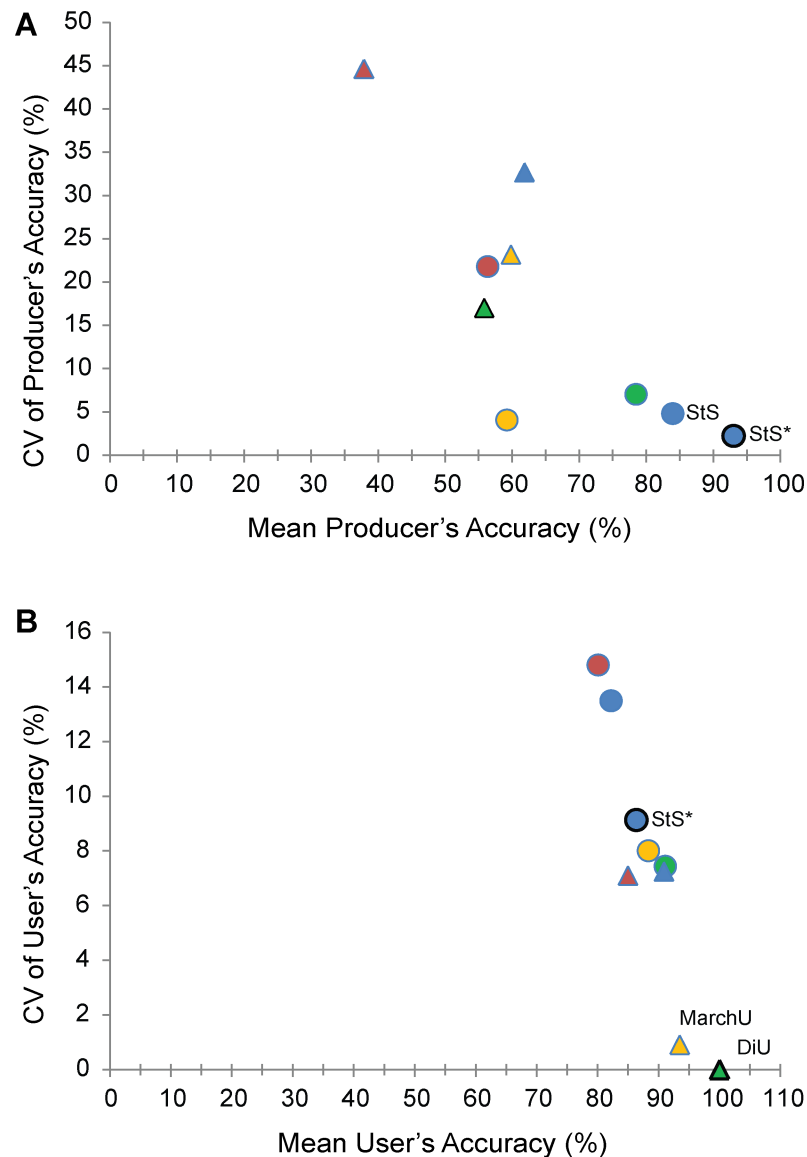 A
50
45
40
35
30
25
20
15
10
5
0
CV of Producer’s Accuracy (%)
StS
StS*
0 10 20 30 40 50 60 70 80 90 100
Mean Producer’s Accuracy (%)
B
16
14
12
10
8
6
4
2
0
CV of User’s Accuracy (%)
StS*
MarchU
DiU
0 10 20 30 40 50 60 70 80 90 100 110
Mean User’s Accuracy (%)